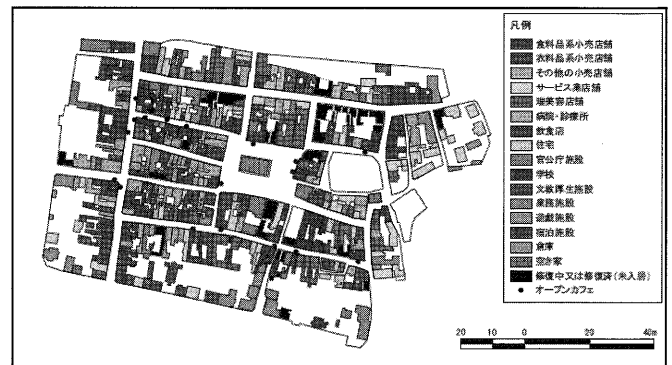 凡例
食料品系小売店舗
衣料品系小売店舗
その他の小売店舗
サービス業店舗
理美容店舗
病院・診療所
飲食店
住宅
官公庁施設
学校
文教厚生施設
業務施設
遊戯施設
宿泊施設
倉庫
空き家
修復中又は修復済(未入居)
オープンカフェ
20 10 0 20 40m